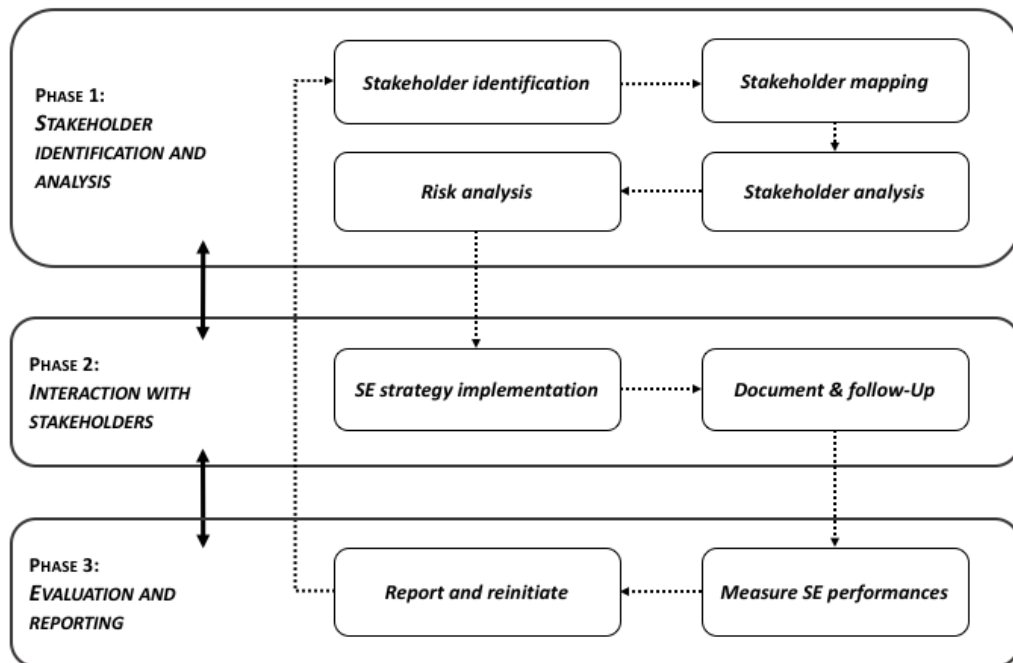 PHASE 1:
STAKEHOLDER
IDENTIFICATION AND
ANALYSIS
Stakeholder identification
Stakeholder mapping
Risk analysis
Stakeholder analysis
PHASE 2:
INTERACTION WITH
STAKEHOLDERS
SE strategy implementation
Document & follow-Up
PHASE 3:
EVALUATION AND
REPORTING
Report and reinitiate
Measure SE performances